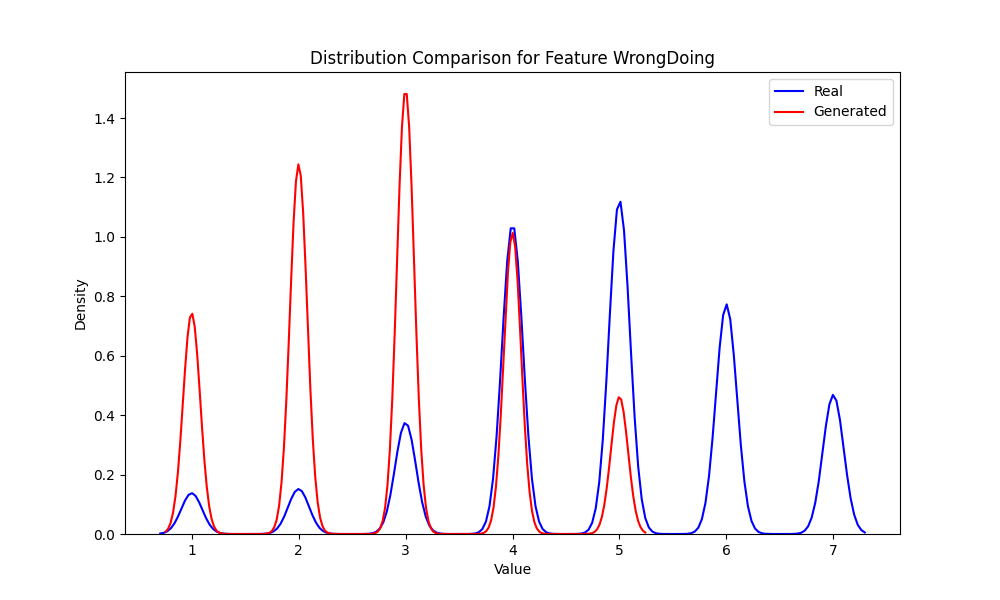 Distribution Comparison for Feature WrongDoing
Real
Generated
Density
1.4
1.2
1.0
0.8
0.6
0.4
0.2
0.0
1 2 3 4 5 6 7
Value